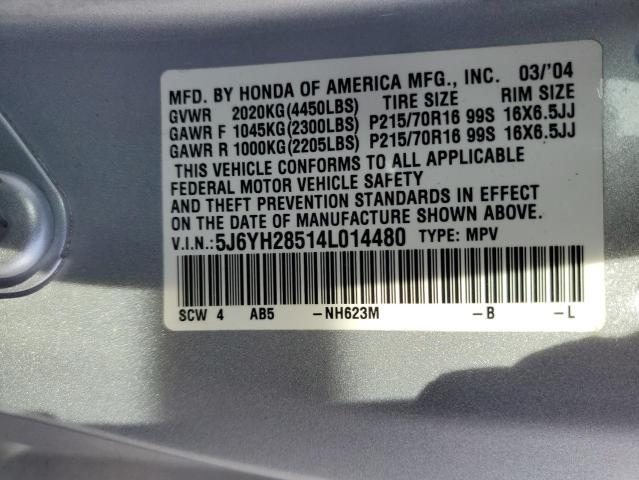 MFD. BY HONDA OF AMERICA MFG., INC. 03/'04
GVWR 2020KG(4450LBS) TIRE SIZE RIM SIZE
GAWR F 1045KG(2300LBS) P215/70R16 99S 16X6.5JJ
GAWR R 1000KG(2205LBS) P215/70R16 99S 16X6.5JJ
THIS VEHICLE CONFORMS TO ALL APPLICABLE
FEDERAL MOTOR VEHICLE SAFETY
AND THEFT PREVENTION STANDARDS IN EFFECT
ON THE DATE OF MANUFACTURE SHOWN ABOVE.
V.I.N.:5J6YH28514L014480 TYPE: MPV
SCW 4 AB5 -NH623M -B -L